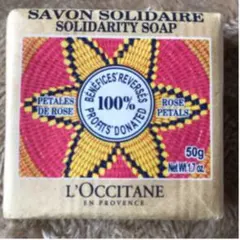 SAVON SOLIDAIRE
SOLIDARITY SOAP
BÉNÉFICES REVERSÉS
100%
PROFITS DONATED
PÉTALES
DE ROSE
ROSE
PETALS
50g
Net Wt. 1.7 oz.
L'OCCITANE
EN PROVENCE